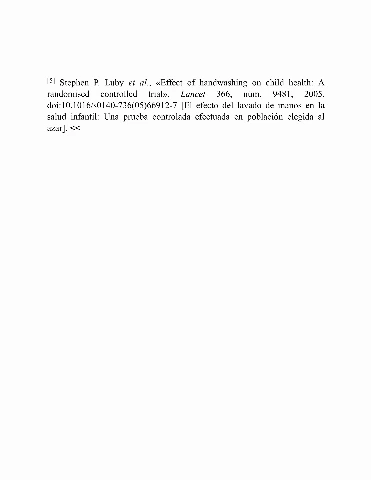 [5] Stephen P. Luby et al., «Effect of handwashing on child health: A
randomised controlled trial». Lancet 366, núm. 9481, 2005.
doi:10.1016/s0140-736(05)66912-7 [El efecto del lavado de manos en la
salud infantil: Una prueba controlada efectuada en población elegida al
azar]. <<